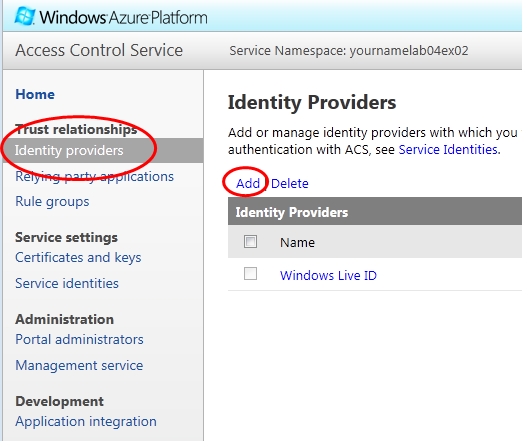 Windows Azure Platform
Access Control Service
Service Namespace: yournamelab04ex02
Home
Trust relationships
Identity providers
Relying party applications
Rule groups
Service settings
Certificates and keys
Service identities
Administration
Portal administrators
Management service
Development
Application integration
Identity Providers
Add or manage identity providers with which you
authentication with ACS, see Service Identities.
Add Delete
Identity Providers
Name
Windows Live ID